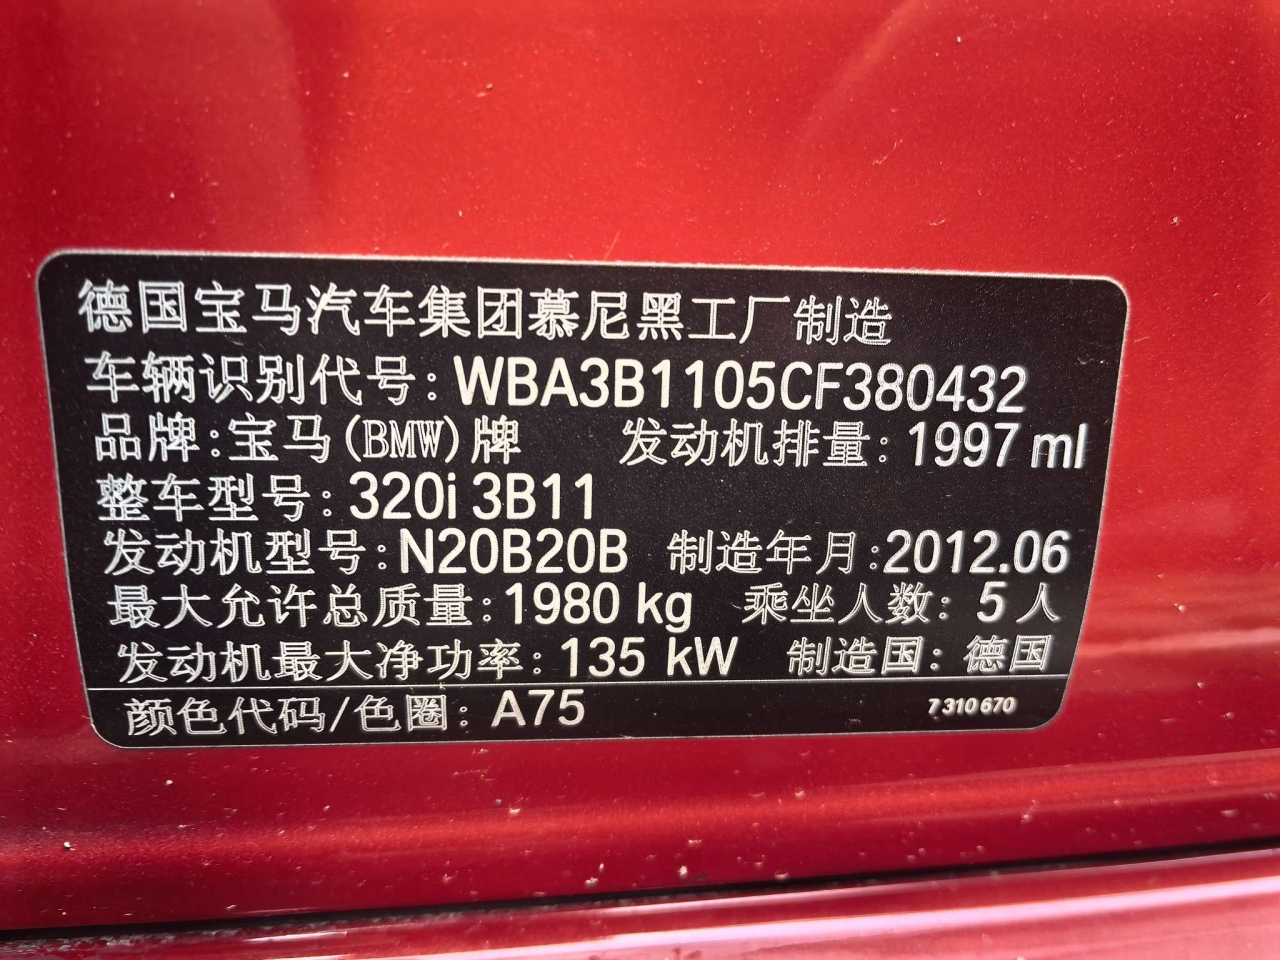 德国宝马汽车集团慕尼黑工厂制造
车辆识别代号: WBA3B1105CF380432
品牌:宝马(BMW)牌 发动机排量: 1997 ml
整车型号: 320i 3B11
发动机型号: N20B20B 制造年月:2012.06
最大允许总质量: 1980 kg 乘坐人数: 5 人
发动机最大净功率: 135 kW 制造国: 德国
颜色代码/色圈: A75 7 310 670